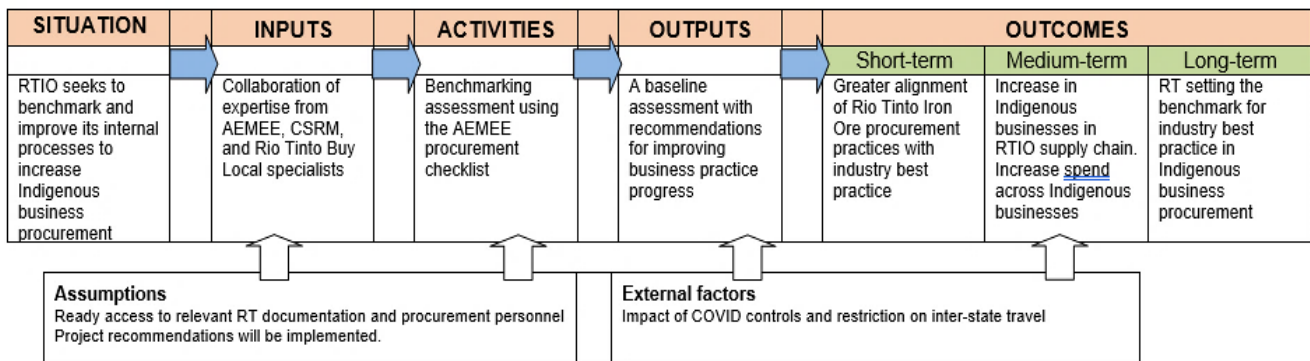 SITUATION
INPUTS
ACTIVITIES
OUTPUTS
OUTCOMES
Short-term
Medium-term
Long-term
RTIO seeks to
benchmark and
improve its internal
processes to
increase
Indigenous
business
procurement
Collaboration of
expertise from
AEMEE, CSRM,
and Rio Tinto Buy
Local specialists
Benchmarking
assessment using
the AEMEE
procurement
checklist
A baseline
assessment with
recommendations
for improving
business practice
progress
Greater alignment
of Rio Tinto Iron
Ore procurement
practices with
industry best
practice
Increase in
Indigenous
businesses in
RTIO supply chain.
Increase spend
across Indigenous
businesses
RT setting the
benchmark for
industry best
practice in
Indigenous
business
procurement
Assumptions
Ready access to relevant RT documentation and procurement personnel
Project recommendations will be implemented.
External factors
Impact of COVID controls and restriction on inter-state travel